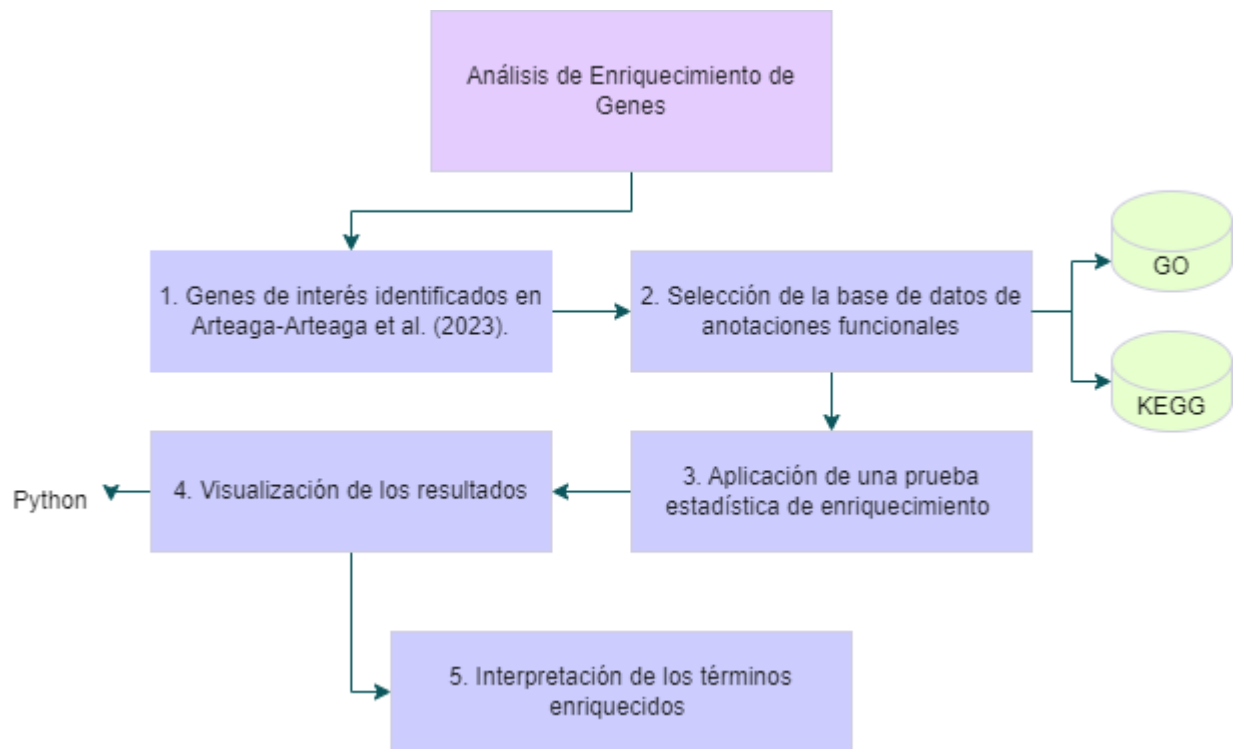 Análisis de Enriquecimiento de
Genes
1. Genes de interés identificados en
Arteaga-Arteaga et al. (2023).
2. Selección de la base de datos de
anotaciones funcionales
GO
KEGG
3. Aplicación de una prueba
estadística de enriquecimiento
4. Visualización de los resultados
Python
5. Interpretación de los términos
enriquecidos